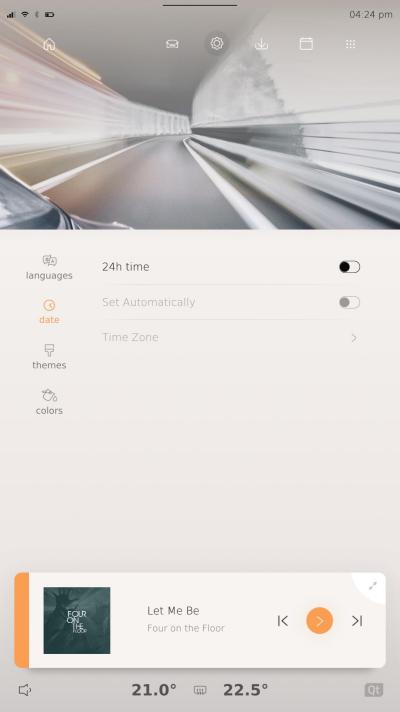 04:24 pm
languages
date
themes
colors
24h time
Set Automatically
Time Zone
FOUR
ON
THE
FLOOR
Let Me Be
Four on the Floor
21.0°
22.5°
Qt